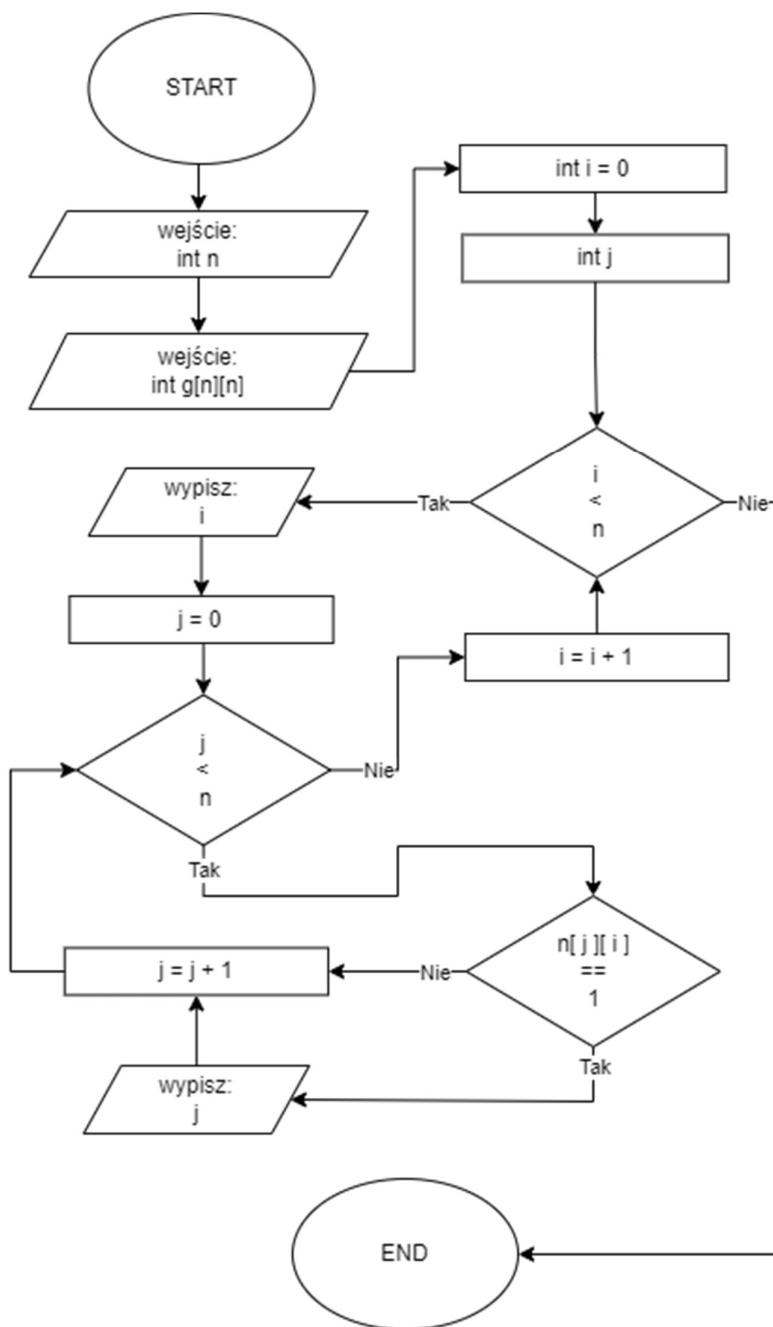 START
wejście:
int n
wejście:
int g[n][n]
int i = 0
int j
i
<
n
Tak
Nie
wypisz:
i
j = 0
i = i + 1
j
<
n
Nie
Tak
n[ j ][ i ]
==
1
Nie
j = j + 1
Tak
wypisz:
j
END